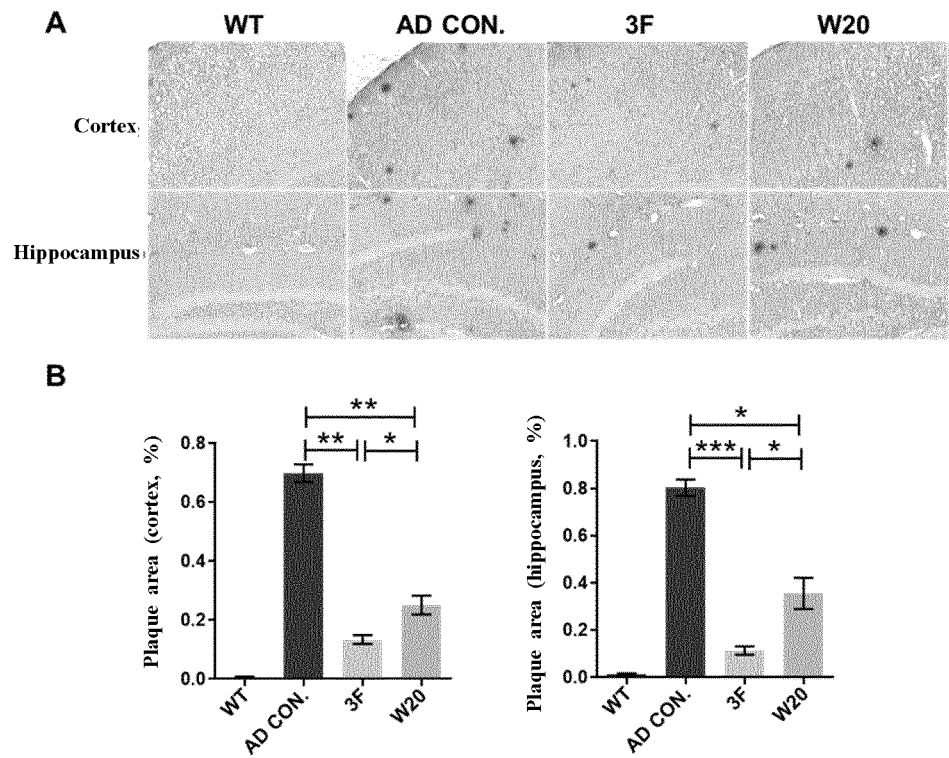 A
WT AD CON. 3F W20
Cortex
Hippocampus
B
Plaque area (cortex, %)
0.8
0.6
0.4
0.2
0.0
** ** *
WT AD CON. 3F W20
Plaque area (hippocampus, %)
1.0
0.8
0.6
0.4
0.2
0.0
* *** *
WT AD CON. 3F W20